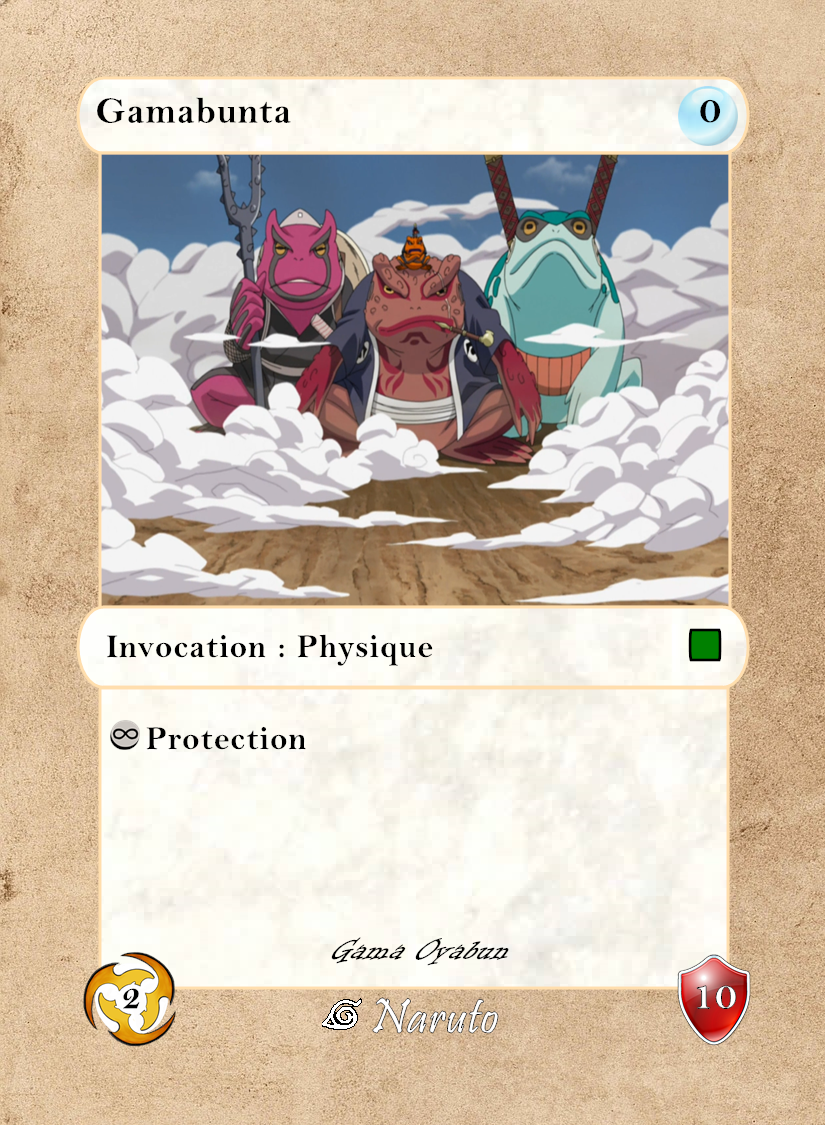 Gamabunta
0
Invocation : Physique
∞ Protection
Gama Oyabun
2
Naruto
10